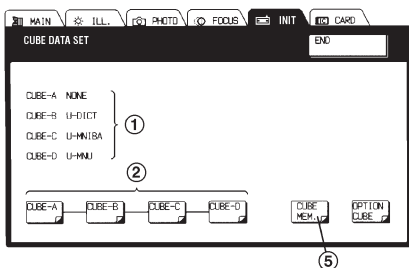 MAIN ILL. PHOTO FOCUS INIT CARD
CUBE DATA SET END
CUBE-A NONE
CUBE-B U-DICT
CUBE-C U-MNIBA
CUBE-D U-MNU
①
②
CUBE-A CUBE-B CUBE-C CUBE-D CUBE MEM. OPTION CUBE
⑤